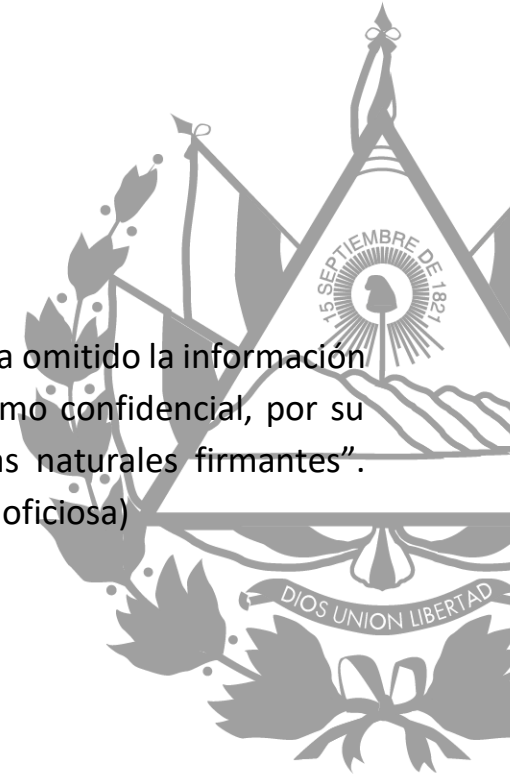 15 SEPTIEMBRE DE 1821
a omitido la información
mo confidencial, por su
s naturales firmantes”.
oficiosa)
DIOS UNION LIBERTAD